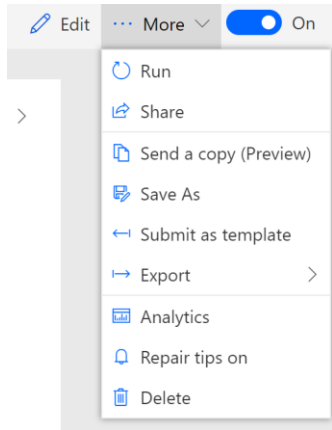 Edit
··· More
On
Run
Share
Send a copy (Preview)
Save As
Submit as template
Export
Analytics
Repair tips on
Delete